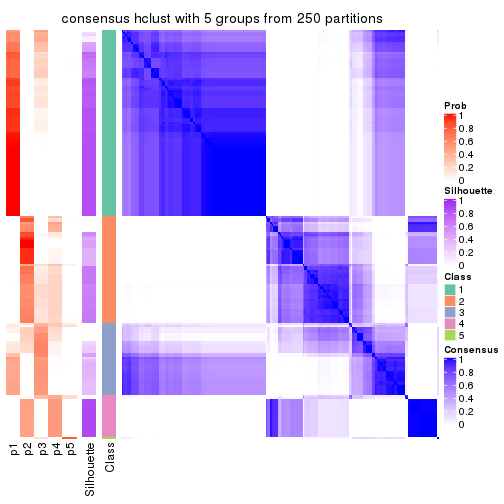 consensus hclust with 5 groups from 250 partitions
Prob
1
0.8
0.6
0.4
0.2
0
Silhouette
1
0.8
0.6
0.4
0.2
0
Class
1
2
3
4
5
Consensus
1
0.8
0.6
0.4
0.2
0
p1
p2
p3
p4
p5
Silhouette
Class